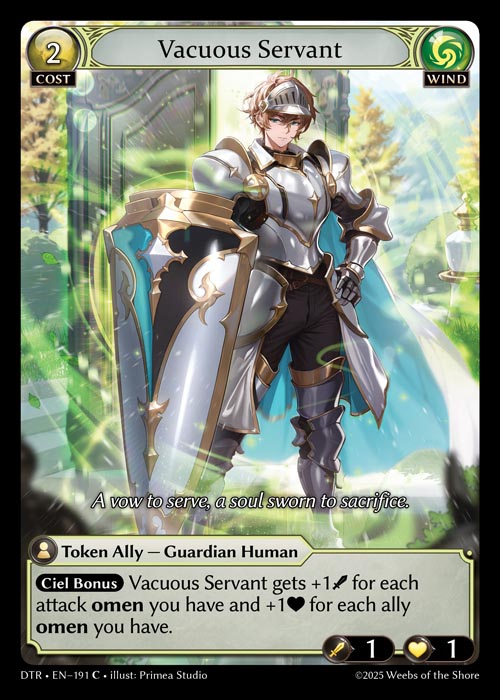 2
COST
Vacuous Servant
WIND
A vow to serve, a soul sworn to sacrifice.
Token Ally — Guardian Human
Ciel Bonus Vacuous Servant gets +1 for each
attack omen you have and +1 for each ally
omen you have.
1 1
DTR • EN-191 C • illust: Primea Studio
©2025 Weebs of the Shore